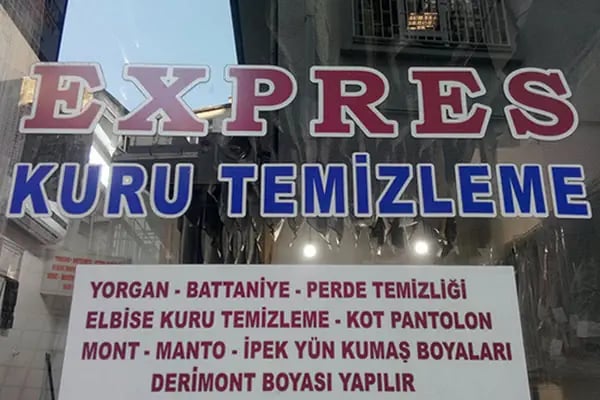 EXPRES
KURU TEMİZLEME
YORGAN - BATTANİYE - PERDE TEMİZLİĞİ
ELBİSE KURU TEMİZLEME - KOT PANTOLON
MONT - MANTO - İPEK YÜN KUMAŞ BOYALARI
DERİMONT BOYASI YAPILIR